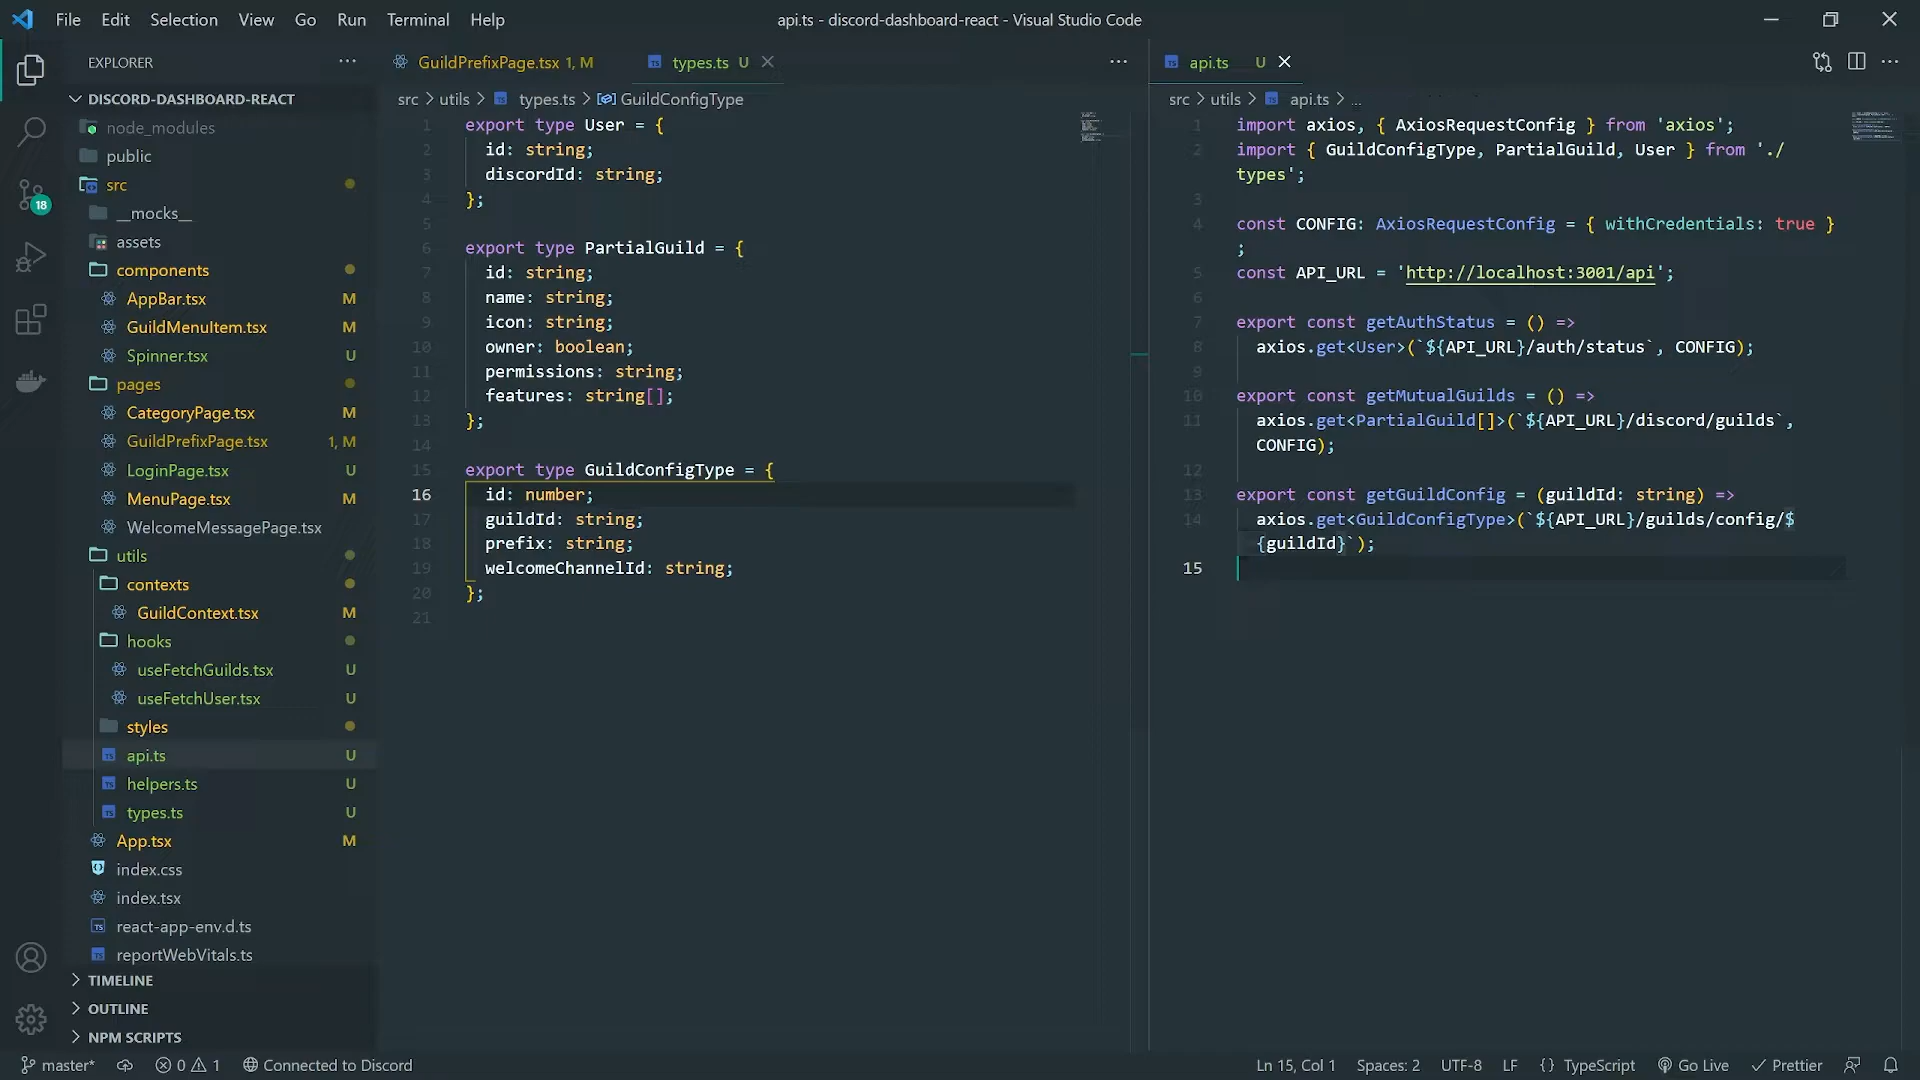 File Edit Selection View Go Run Terminal Help
api.ts - discord-dashboard-react - Visual Studio Code
EXPLORER
DISCORD-DASHBOARD-REACT
node_modules
public
src
__mocks__
assets
components
AppBar.tsx M
GuildMenuItem.tsx M
Spinner.tsx U
pages
CategoryPage.tsx M
GuildPrefixPage.tsx 1, M
LoginPage.tsx U
MenuPage.tsx M
WelcomeMessagePage.tsx
utils
contexts
GuildContext.tsx M
hooks
useFetchGuilds.tsx U
useFetchUser.tsx U
styles
api.ts U
helpers.ts U
types.ts U
App.tsx M
index.css
index.tsx
react-app-env.d.ts
reportWebVitals.ts
TIMELINE
OUTLINE
NPM SCRIPTS
18
GuildPrefixPage.tsx 1, M
types.ts U
src > utils > types.ts > GuildConfigType
1 export type User = {
2 id: string;
3 discordId: string;
4 };
5
6 export type PartialGuild = {
7 id: string;
8 name: string;
9 icon: string;
10 owner: boolean;
11 permissions: string;
12 features: string[];
13 };
14
15 export type GuildConfigType = {
16 id: number;
17 guildId: string;
18 prefix: string;
19 welcomeChannelId: string;
20 };
21
api.ts U
src > utils > api.ts > ...
1 import axios, { AxiosRequestConfig } from 'axios';
2 import { GuildConfigType, PartialGuild, User } from './
types';
3
4 const CONFIG: AxiosRequestConfig = { withCredentials: true }
;
5 const API_URL = 'http://localhost:3001/api';
6
7 export const getAuthStatus = () =>
8 axios.get<User>(`${API_URL}/auth/status`, CONFIG);
9
10 export const getMutualGuilds = () =>
11 axios.get<PartialGuild[]>(`${API_URL}/discord/guilds`,
CONFIG);
12
13 export const getGuildConfig = (guildId: string) =>
14 axios.get<GuildConfigType>(`${API_URL}/guilds/config/$
{guildId}`);
15
master* 0 1 Connected to Discord
Ln 15, Col 1 Spaces: 2 UTF-8 LF {} TypeScript Go Live Prettier